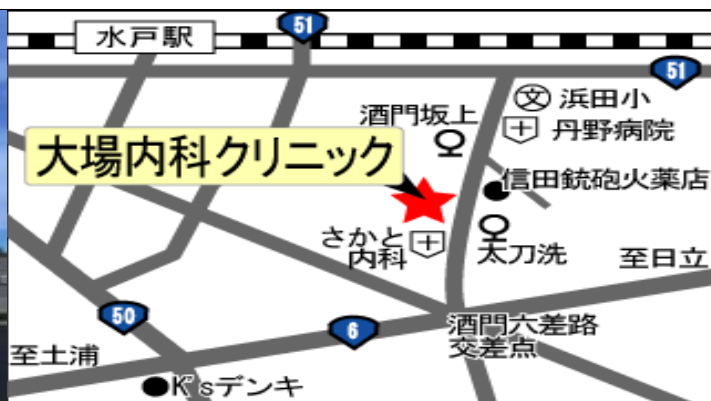 水戸駅
51
51
文 浜田小
丹野病院
酒門坂上
大場内科クリニック
信田銃砲火薬店
さかと
内科
太刀洗
至日立
50
6
酒門六差路
交差点
至土浦
K'sデンキ